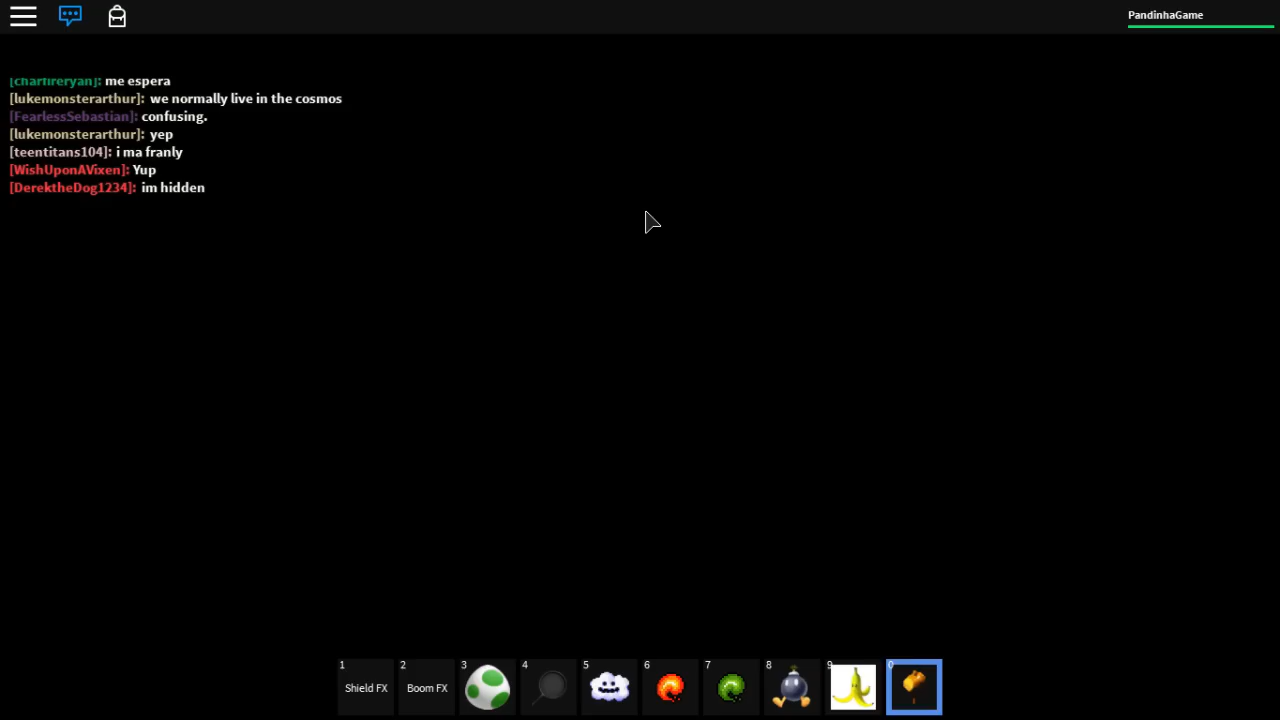 PandinhaGame
[charfireryan]: me espera
[lukemonsterarthur]: we normally live in the cosmos
[FearlessSebastian]: confusing.
[lukemonsterarthur]: yep
[teentitans104]: i ma franly
[WishUponAVixen]: Yup
[DerektheDog1234]: im hidden
1 2 3 4 5 6 7 8 9 0
Shield FX Boom FX